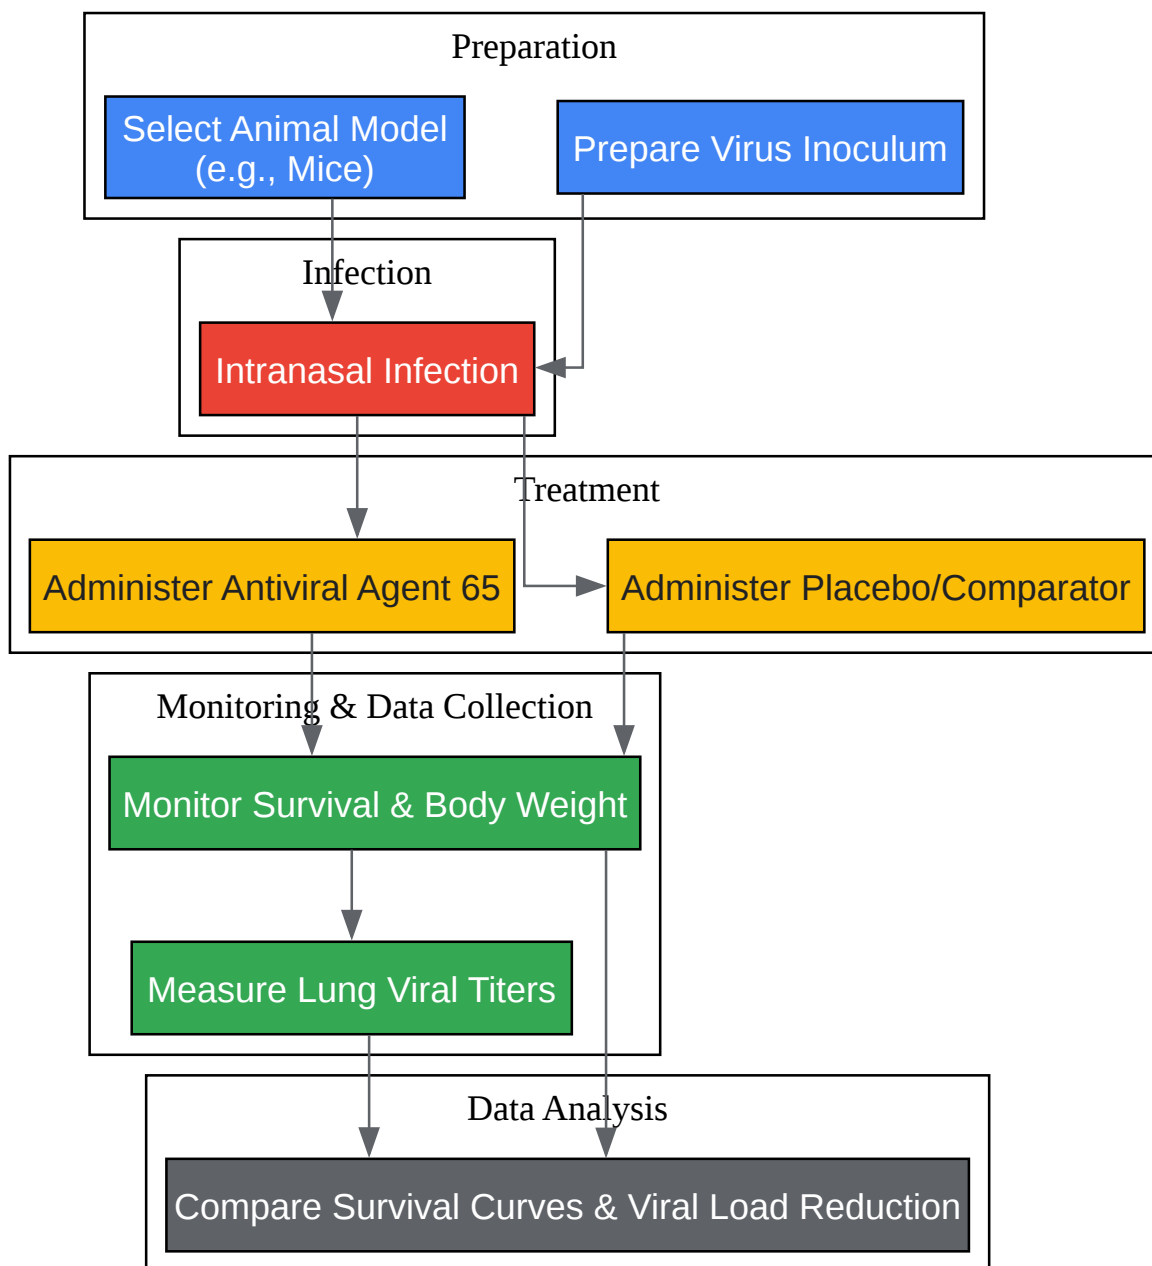 Preparation
Select Animal Model
(e.g., Mice)
Prepare Virus Inoculum
Infection
Intranasal Infection
Treatment
Administer Antiviral Agent 65
Administer Placebo/Comparator
Monitoring & Data Collection
Monitor Survival & Body Weight
Measure Lung Viral Titers
Data Analysis
Compare Survival Curves & Viral Load Reduction